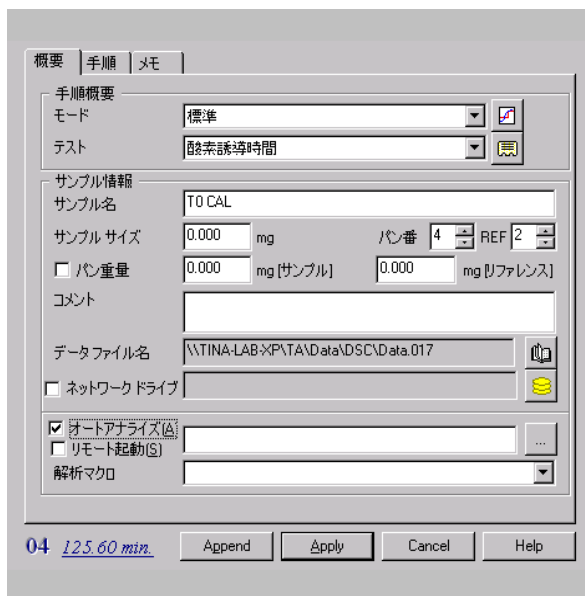 概要 手順 メモ
手順概要
モード 標準
テスト 酸素誘導時間
サンプル情報
サンプル名 TO CAL
サンプル サイズ 0.000 mg パン番 4 REF 2
パン重量 0.000 mg [サンプル] 0.000 mg [リファレンス]
コメント
データファイル名 \\TINA-LAB-XP\TA\Data\DSC\Data.017
ネットワークドライブ
オートアナライズ(A ...
リモート起動(S)
解析マクロ
04 125.60 min. Append Apply Cancel Help